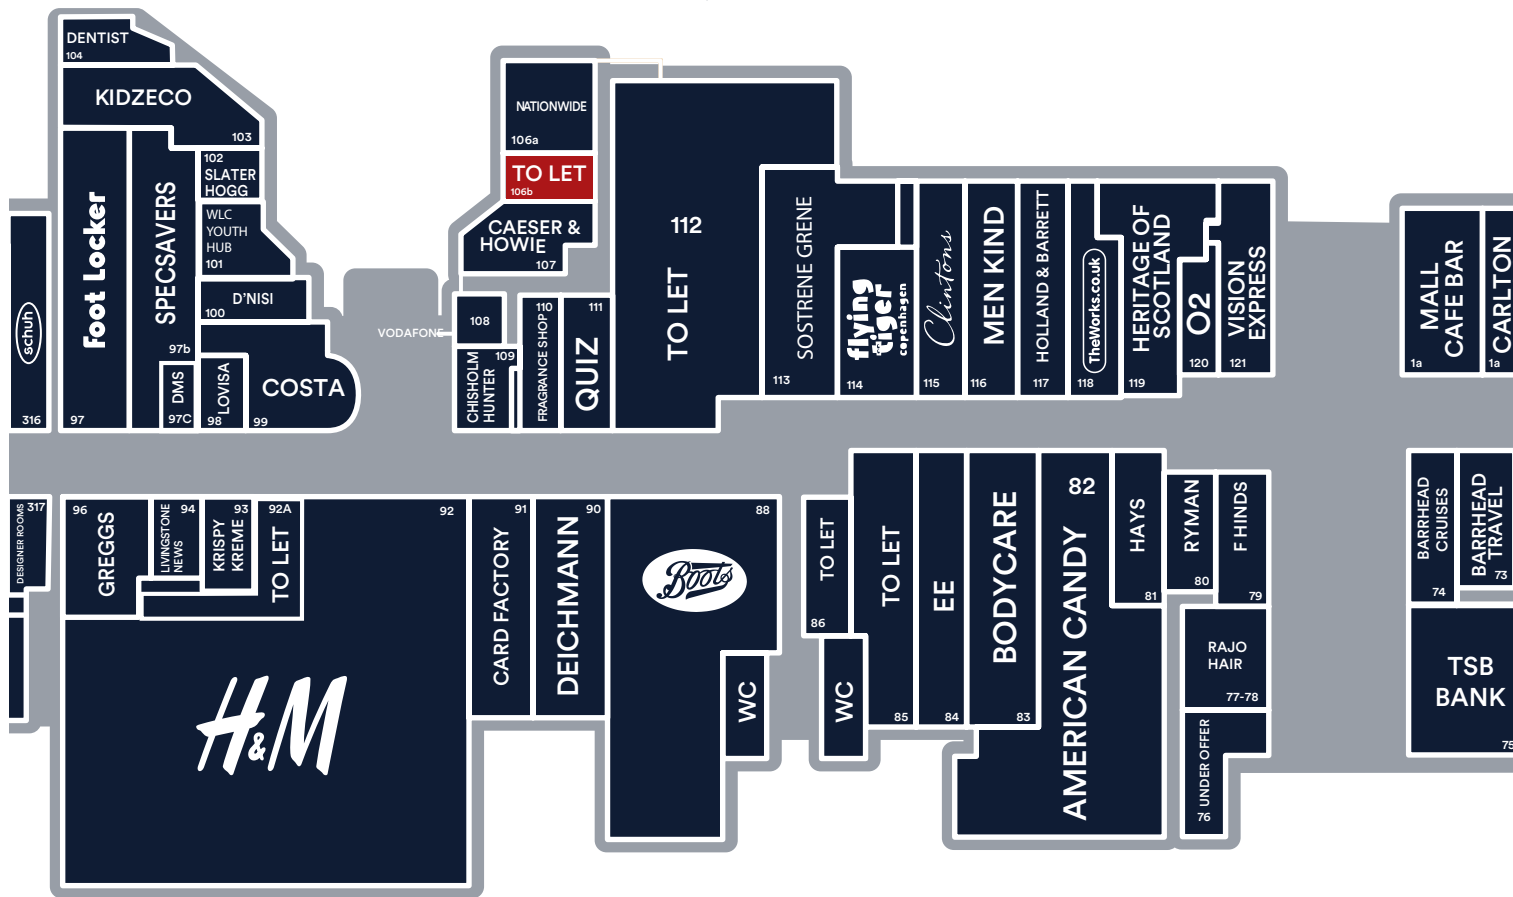 DENTIST
104
KIDZECO
103
Foot Locker
97
SPECSAVERS
97b
DMS
97C
102
SLATER
HOGG
WLC
YOUTH
HUB
101
D'NISI
100
LOVISA
98
COSTA
99
schuh
316
NATIONWIDE
106a
TO LET
106b
CAESER &
HOWIE
107
VODAFONE
108
109
CHISHOLM
HUNTER
110
FRAGRANCE SHOP
111
QUIZ
112
TO LET
SOSTRENE GRENE
113
flying
tiger
copenhagen
114
Clintons
115
MEN KIND
116
HOLLAND & BARRETT
117
TheWorks.co.uk
118
HERITAGE OF
SCOTLAND
119
O2
120
VISION
EXPRESS
121
MALL
CAFE BAR
1a
CARLTON
1a
317
DESIGNER ROOMS
96
GREGGS
94
LIVINGSTONE
NEWS
93
KRISPY
KREME
92A
TO LET
92
H&M
91
CARD FACTORY
90
DEICHMANN
88
Boots
WC
TO LET
86
WC
TO LET
85
EE
84
BODYCARE
83
82
AMERICAN CANDY
HAYS
81
RYMAN
80
F HINDS
79
RAJO
HAIR
77-78
UNDER OFFER
76
BARRHEAD
CRUISES
74
BARRHEAD
TRAVEL
73
TSB
BANK
75